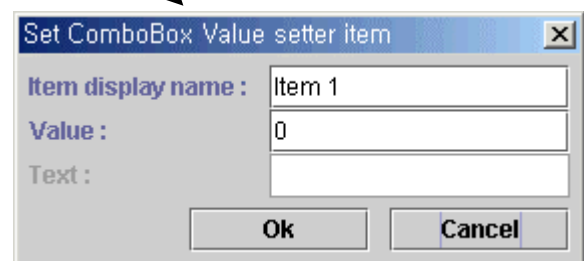 Set ComboBox Value setter item
Item display name : Item 1
Value : 0
Text :
Ok Cancel